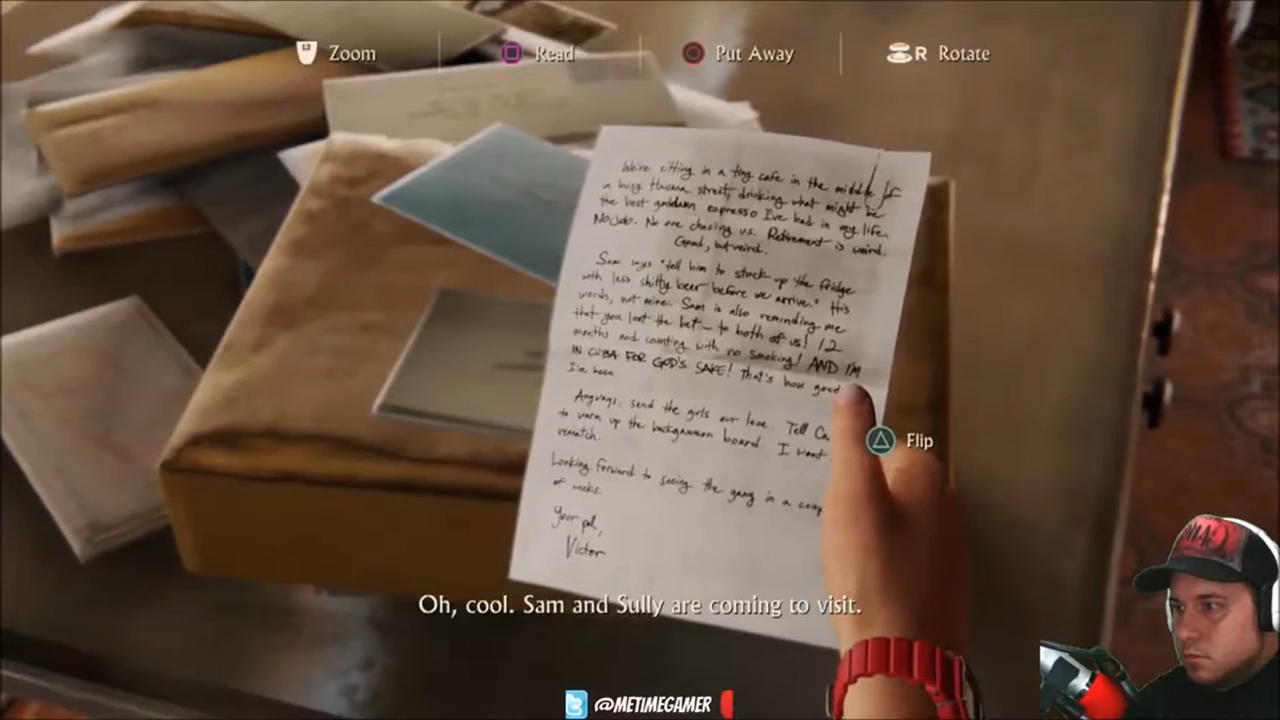 L2 Zoom Read Put Away R Rotate
We're sitting in a tiny cafe in the middle of
a busy Havana street, drinking what might be
the best goddamn espresso I've had in my life.
No job. No one chasing us. Retirement is weird.
Good, but weird.
Sam says "tell him to stock up the fridge
with less shitty beer before we arrive." His
words, not mine. Sam is also reminding me
that you lost the bet - to both of us! 12
months and counting with no smoking! AND I'M
IN CUBA FOR GOD'S SAKE! That's how good
I've been.
Anyways, send the girls our love. Tell Ca
to warm up the backgammon board. I want
rematch.
Flip
Looking forward to seeing the gang in a coup
of weeks.
Your pal,
Victor
Oh, cool. Sam and Sully are coming to visit.
@METIMEGAMER